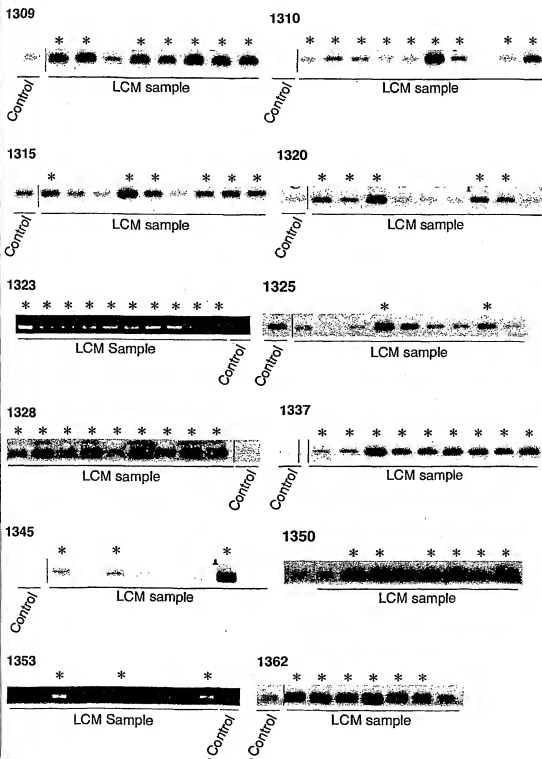 1309
* * * * * * *
Control
LCM sample
1310
* * * * * * * * *
Control
LCM sample
1315
* * * * * *
Control
LCM sample
1320
* * * * *
Control
LCM sample
1323
* * * * * * * * * *
LCM Sample
Control
1325
* *
Control
LCM sample
1328
* * * * * * * * *
LCM Sample
Control
1337
* * * * * * * * *
Control
LCM sample
1345
* * *
Control
LCM sample
1350
* * * * * *
LCM sample
1353
* * *
LCM Sample
Control
1362
* * * * * *
Control
LCM sample